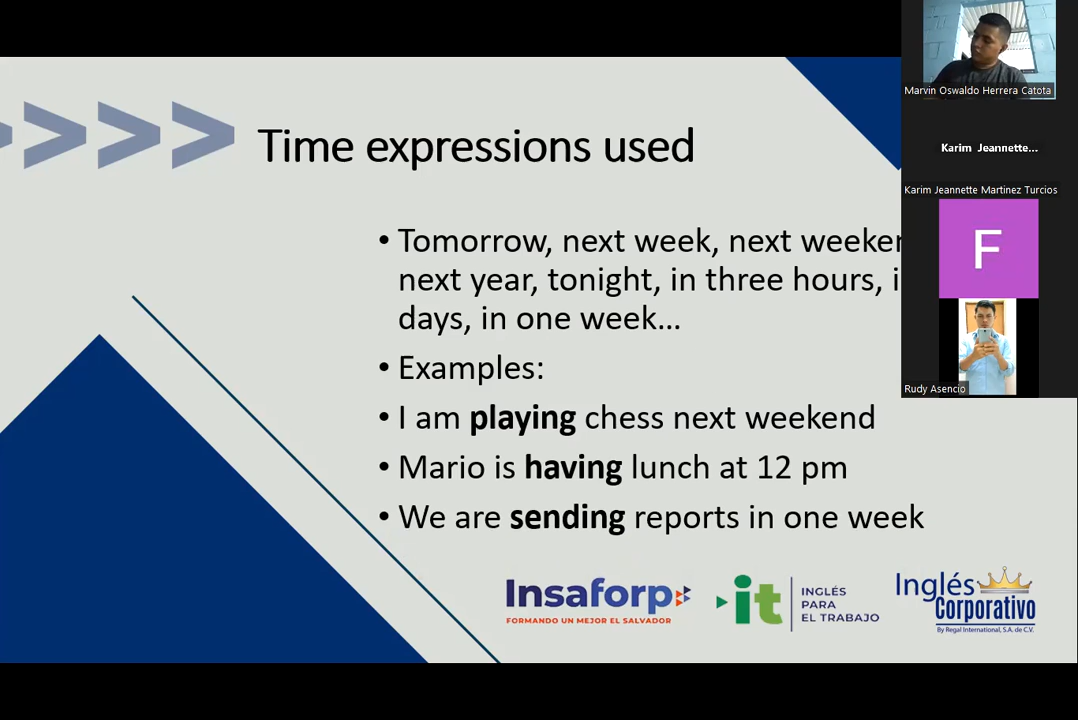 Time expressions used
• Tomorrow, next week, next
next year, tonight, in three hours,
days, in one week...
• Examples:
• I am playing chess next weekend
• Mario is having lunch at 12 pm
• We are sending reports in one week
Insaforp
FORMANDO UN MEJOR EL SALVADOR
it
INGLÉS
PARA
EL TRABAJO
Inglés
Corporativo
By Regal International, S.A. de C.V.
Marvin Oswaldo Herrera Catota
Karim Jeannette...
Karim Jeannette Martinez Turcios
F
Rudy Asencio